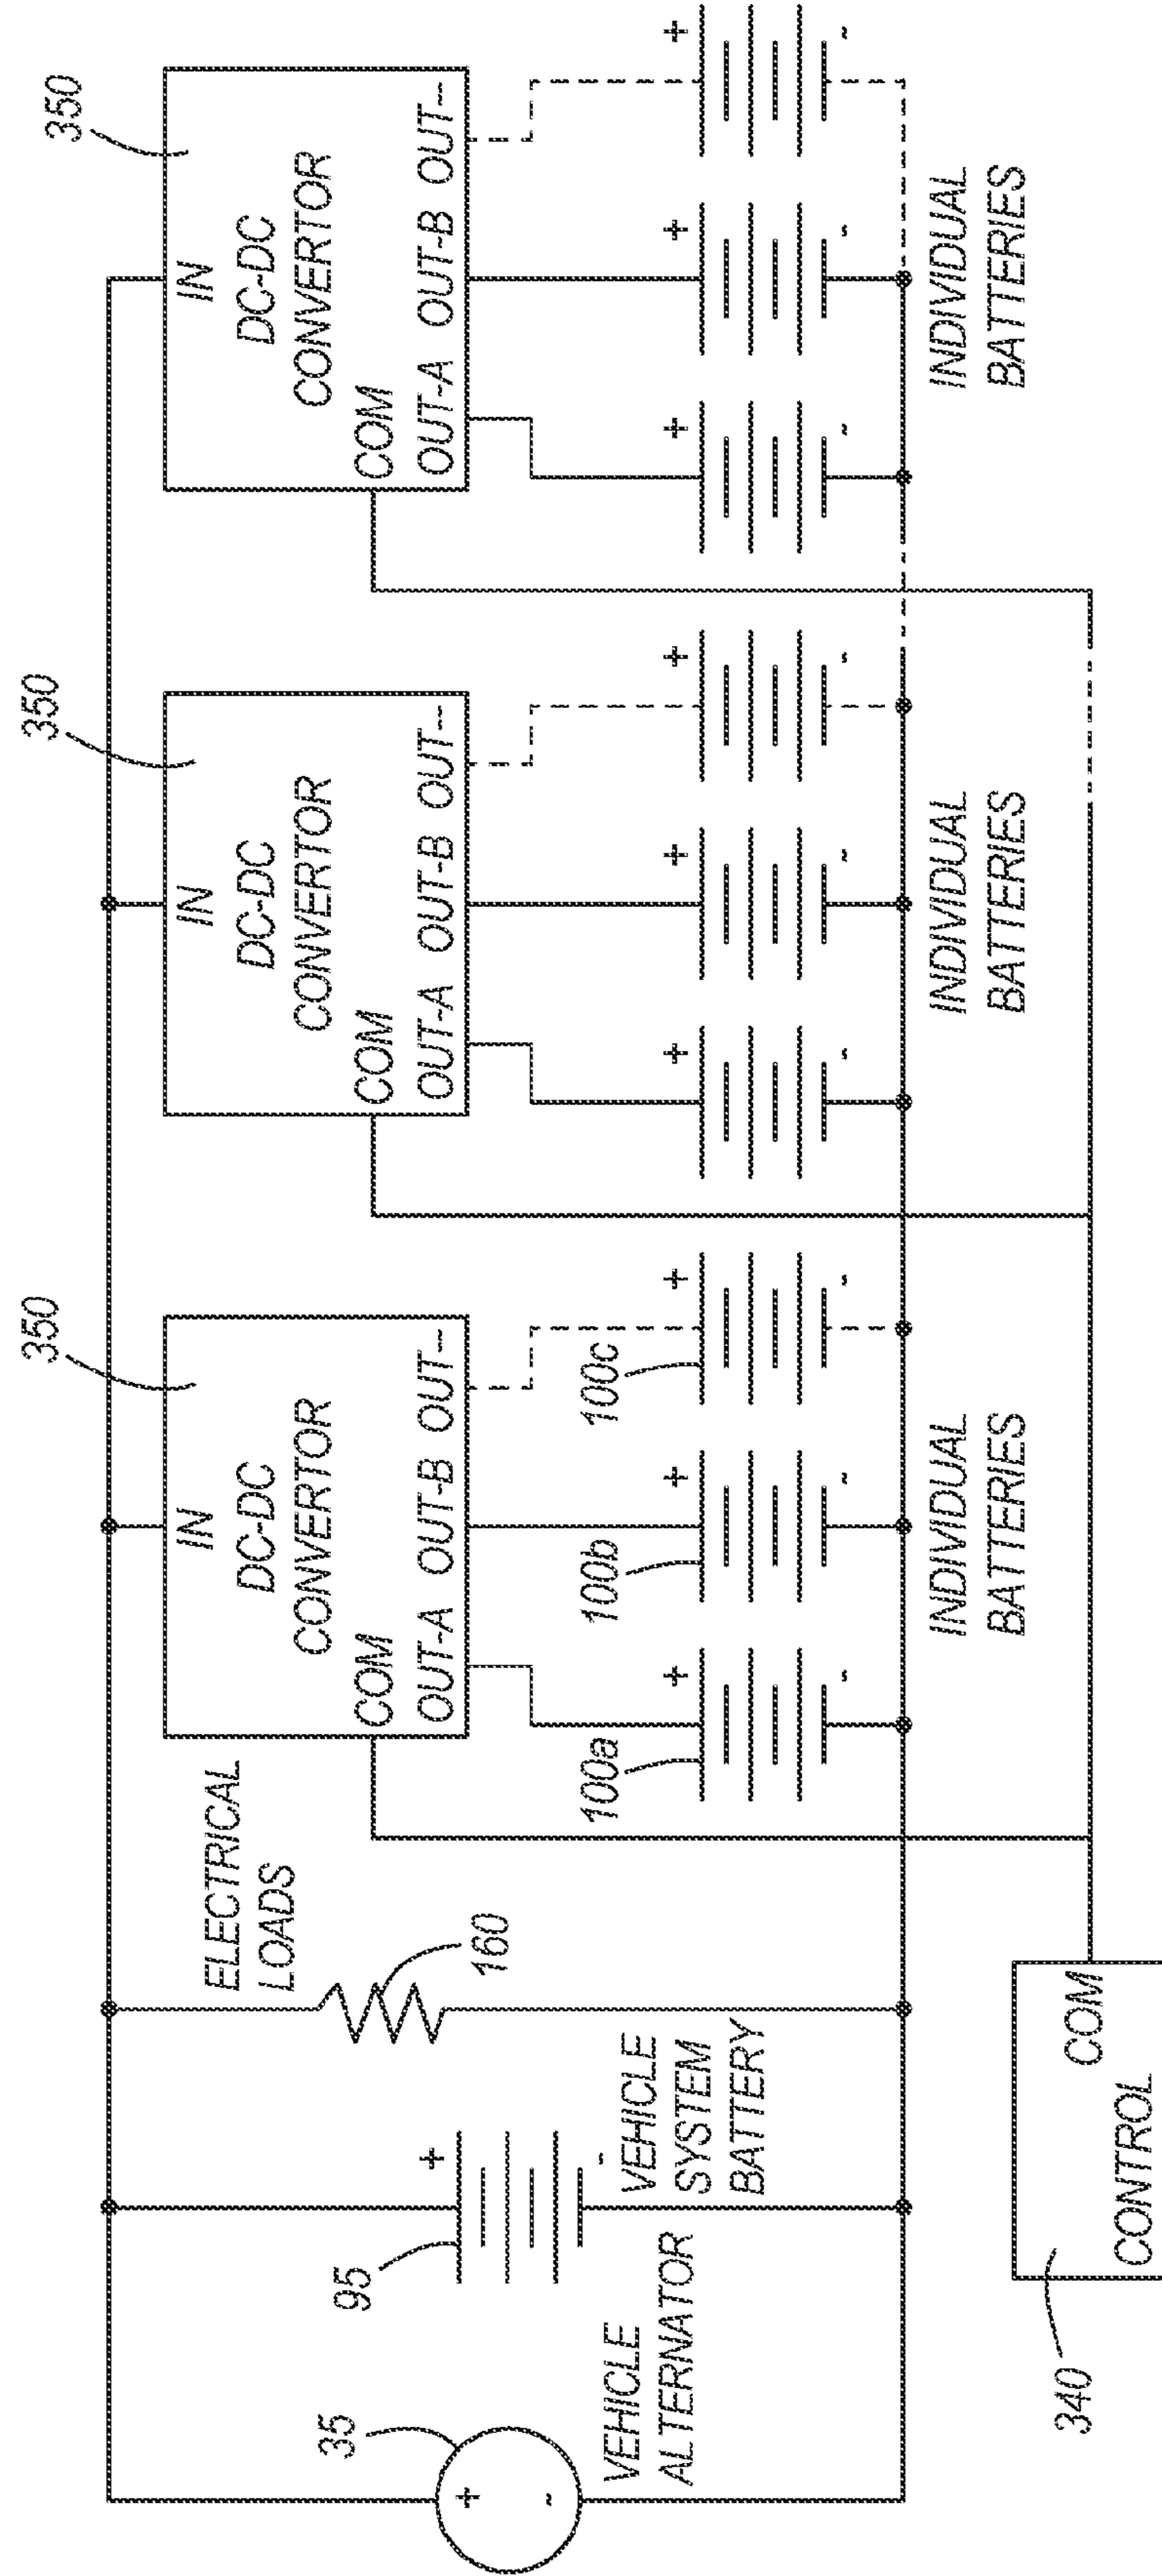 35
+
-
VEHICLE
ALTERNATOR
95
+
-
VEHICLE
SYSTEM
BATTERY
ELECTRICAL
LOADS
160
350
IN
DC-DC
CONVERTOR
COM
OUT-A OUT-B OUT--
100a
+
-
100b
+
-
100c
+
-
INDIVIDUAL
BATTERIES
350
IN
DC-DC
CONVERTOR
COM
OUT-A OUT-B OUT--
+
-
+
-
+
-
INDIVIDUAL
BATTERIES
350
IN
DC-DC
CONVERTOR
COM
OUT-A OUT-B OUT--
+
-
+
-
+
-
INDIVIDUAL
BATTERIES
340
COM
CONTROL